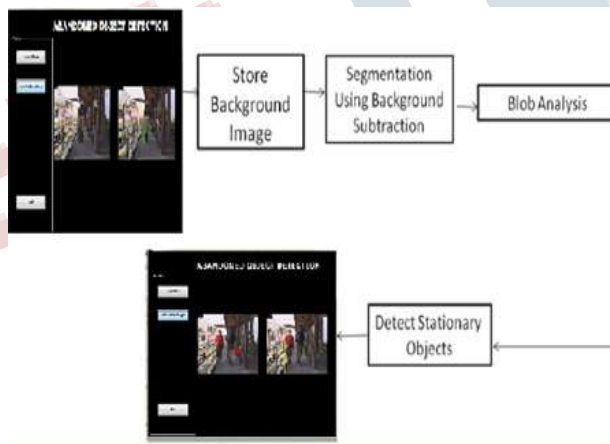 ABANDONED OBJECT DETECTION
Store
Background
Image
Segmentation
Using Background
Subtraction
Blob Analysis
ABANDONED OBJECT DETECTION
Detect Stationary
Objects